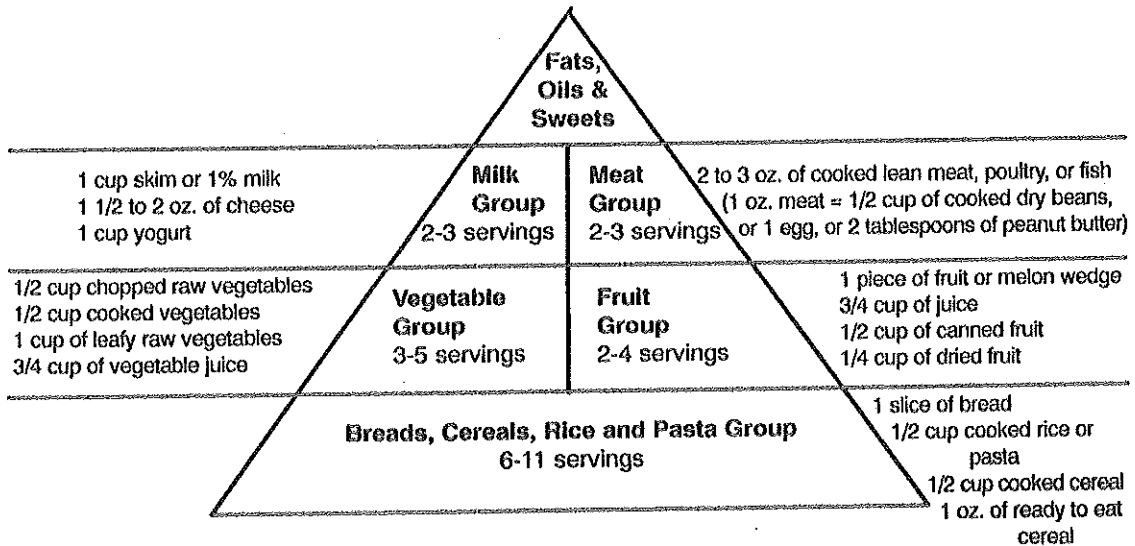 Fats,
Oils &
Sweets
1 cup skim or 1% milk
1 1/2 to 2 oz. of cheese
1 cup yogurt
Milk
Group
2-3 servings
Meat
Group
2-3 servings
2 to 3 oz. of cooked lean meat, poultry, or fish
(1 oz. meat = 1/2 cup of cooked dry beans,
or 1 egg, or 2 tablespoons of peanut butter)
1/2 cup chopped raw vegetables
1/2 cup cooked vegetables
1 cup of leafy raw vegetables
3/4 cup of vegetable juice
Vegetable
Group
3-5 servings
Fruit
Group
2-4 servings
1 piece of fruit or melon wedge
3/4 cup of juice
1/2 cup of canned fruit
1/4 cup of dried fruit
Breads, Cereals, Rice and Pasta Group
6-11 servings
1 slice of bread
1/2 cup cooked rice or
pasta
1/2 cup cooked cereal
1 oz. of ready to eat
cereal